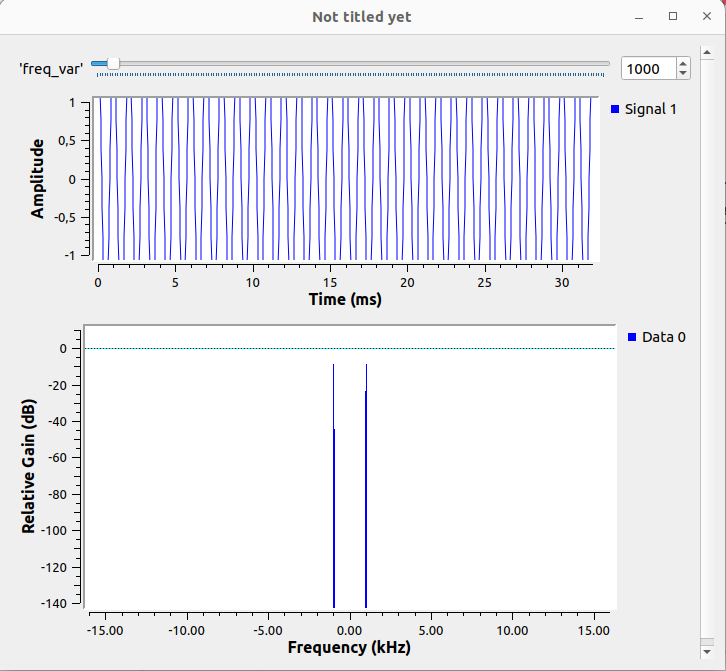 Not titled yet
'freq_var'
1000
1
0,5
0
-0,5
-1
Amplitude
Signal 1
0 5 10 15 20 25 30
Time (ms)
0
-20
-40
-60
-80
-100
-120
-140
Relative Gain (dB)
Data 0
-15.00 -10.00 -5.00 0.00 5.00 10.00 15.00
Frequency (kHz)